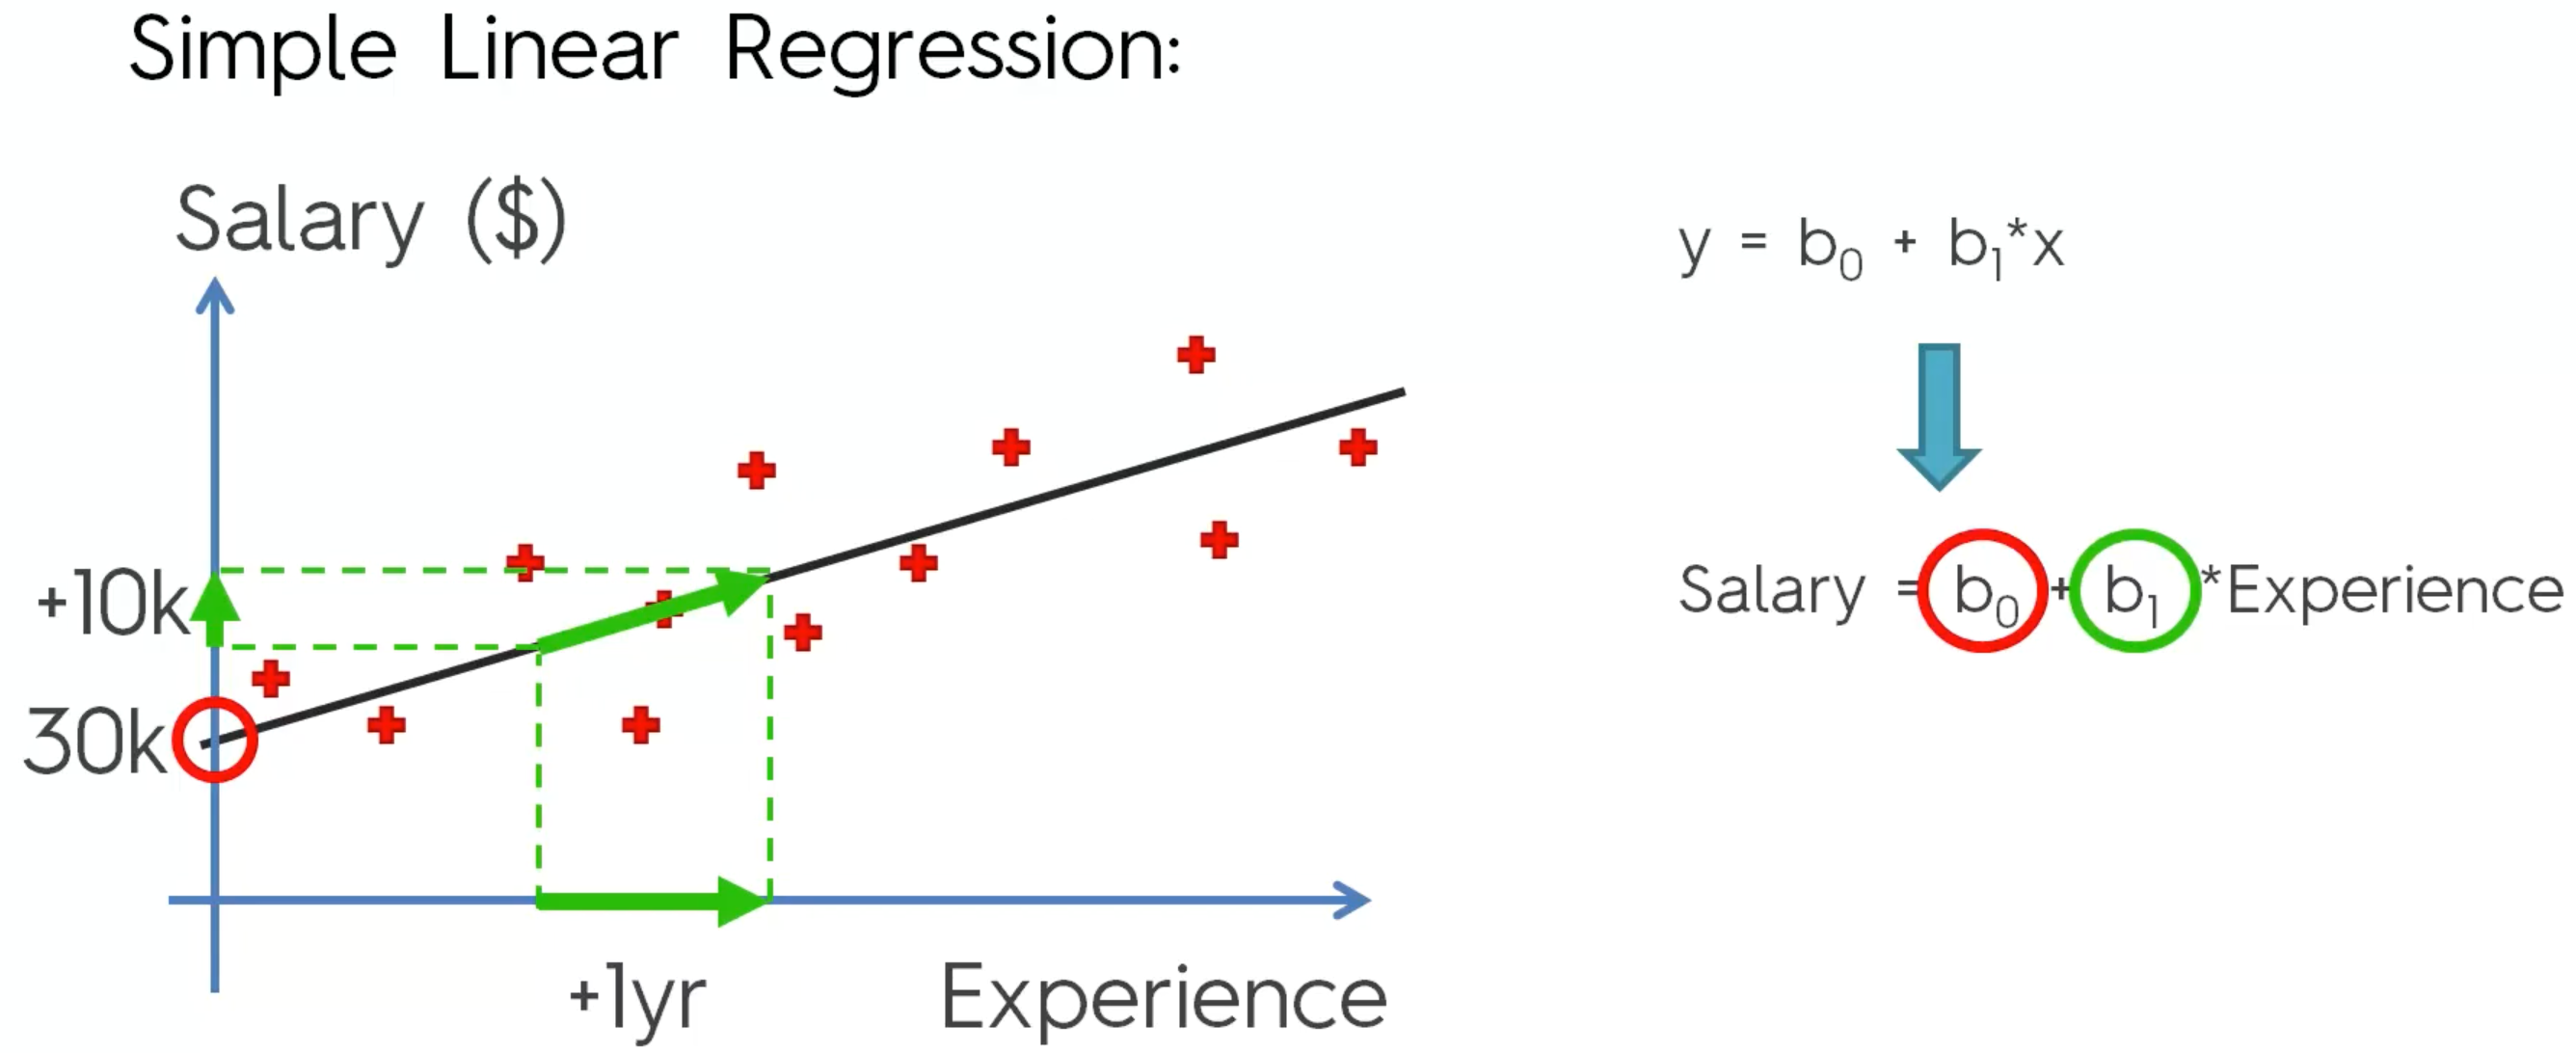 Simple Linear Regression:
Salary ($)
y = b₀ + b₁*x
+10k
Salary = b₀ + b₁ *Experience
30k
+1yr
Experience